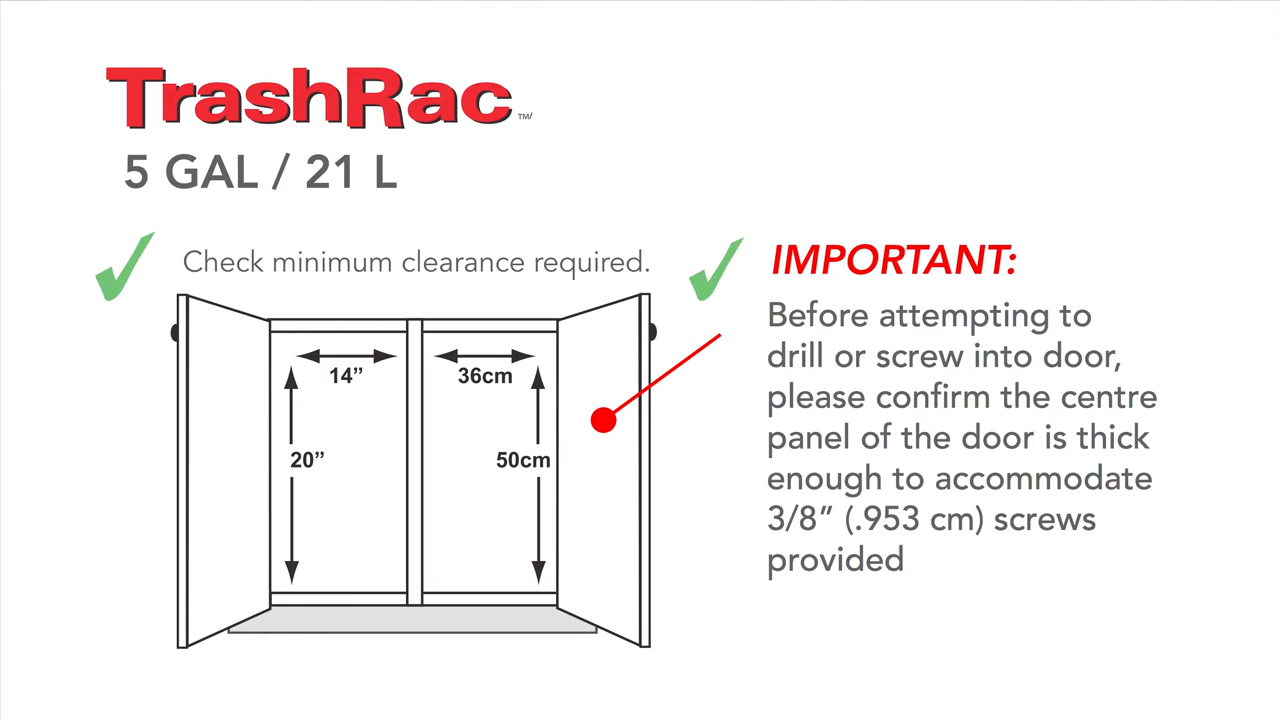 TrashRac™/
5 GAL / 21 L
Check minimum clearance required.
14”
36cm
20”
50cm
IMPORTANT:
Before attempting to
drill or screw into door,
please confirm the centre
panel of the door is thick
enough to accommodate
3/8” (.953 cm) screws
provided